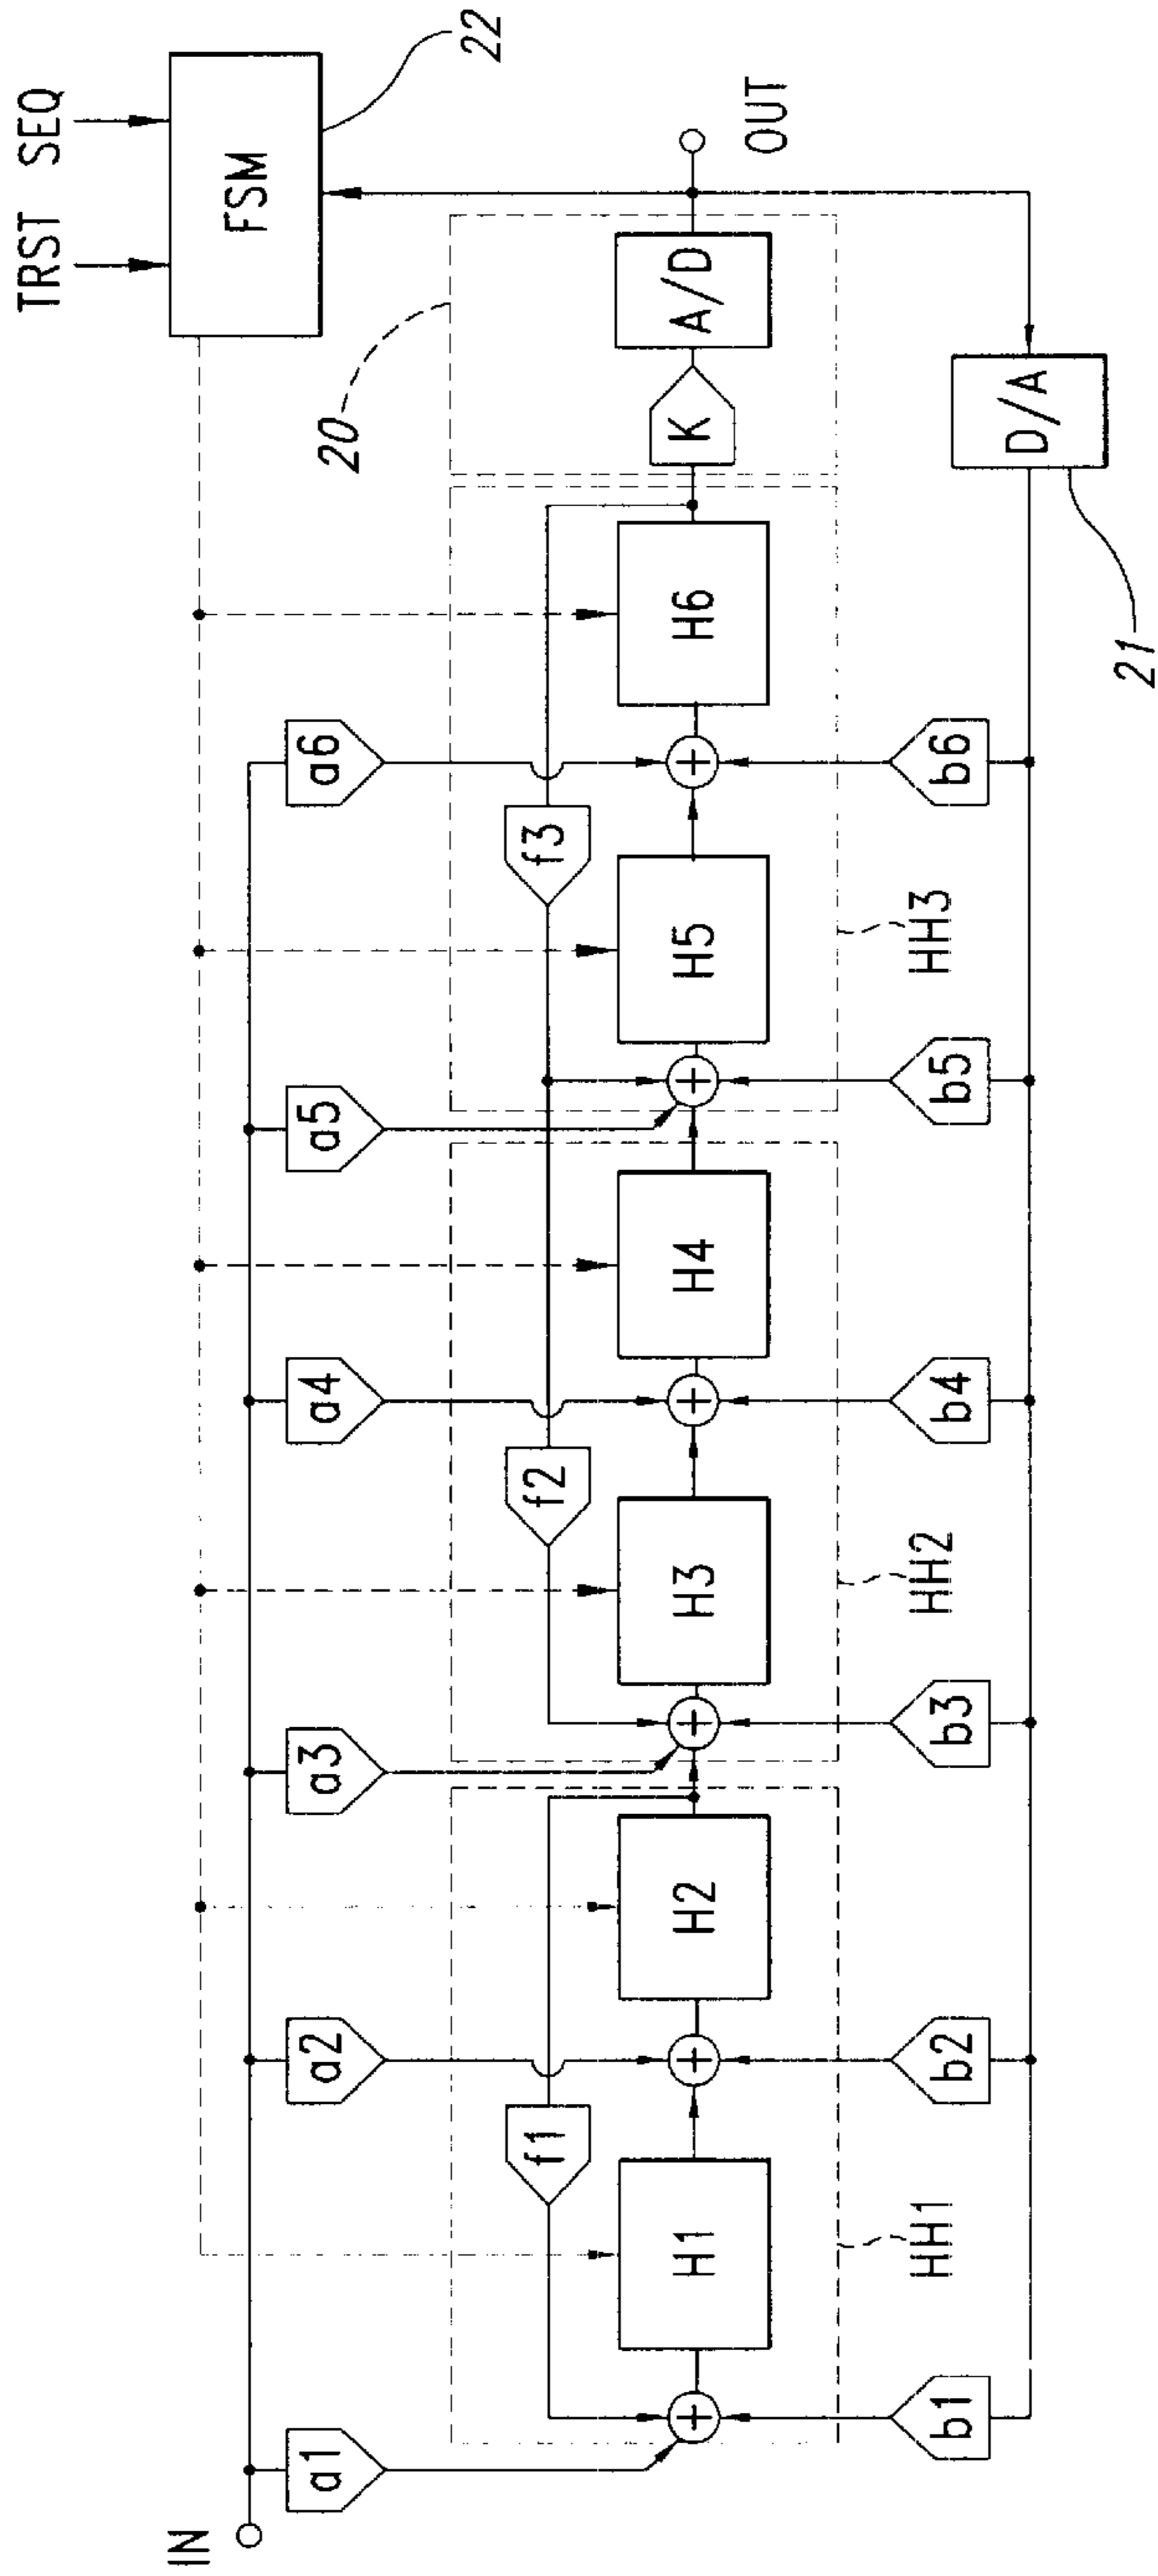 TRST SEQ
FSM
22
IN
a1 a2 a3 a4 a5 a6
20
f1 f2 f3
H1 H2 H3 H4 H5 H6 K A/D
OUT
HH1 HH2 HH3
b1 b2 b3 b4 b5 b6
D/A
21